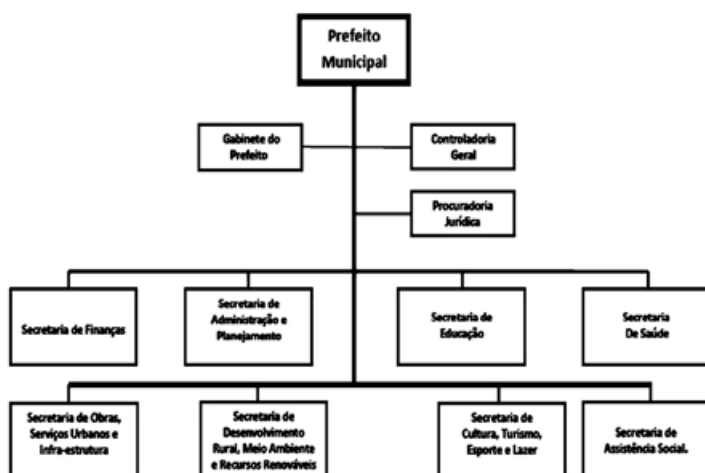 Prefeito
Municipal
Gabinete do
Prefeito
Controladoria
Geral
Procuradoria
Jurídica
Secretaria de Finanças
Secretaria de
Administração e
Planejamento
Secretaria de
Educação
Secretaria
De Saúde
Secretaria de Obras,
Serviços Urbanos e
Infra-estrutura
Secretaria de
Desenvolvimento
Rural, Meio Ambiente
e Recursos Renováveis
Secretaria de
Cultura, Turismo,
Esporte e Lazer
Secretaria de
Assistência Social.